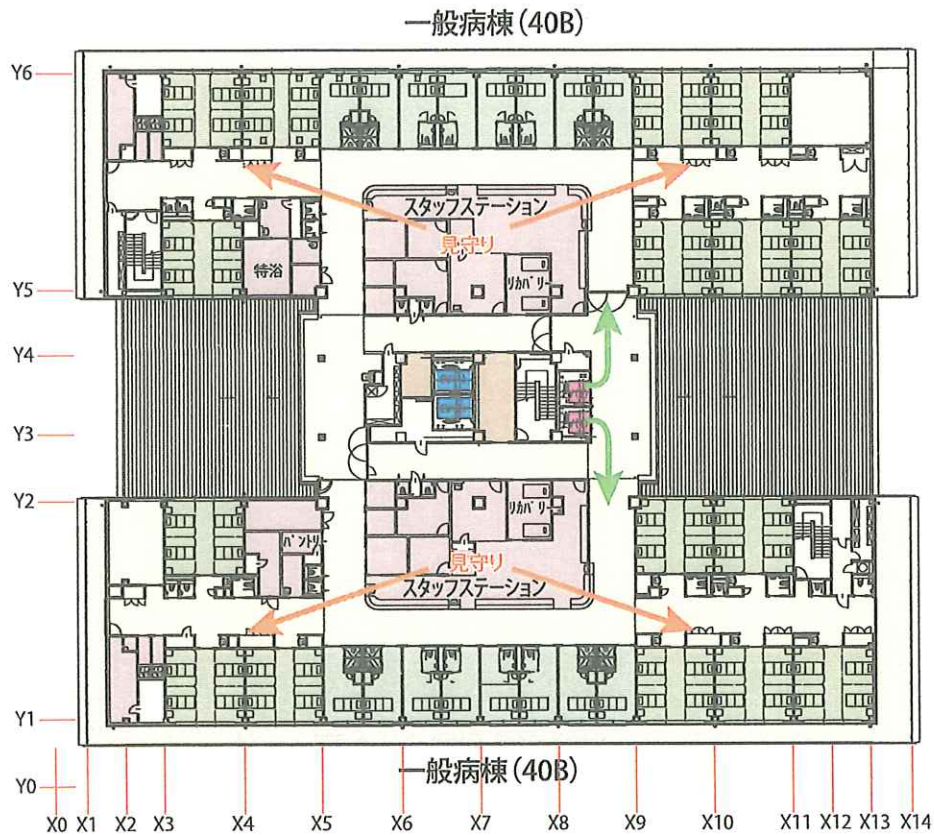 一般病棟(40B)
Y6
スタッフステーション
見守り
特浴
リカバリー
Y5
Y4
Y3
Y2
パントリー
リカバリー
見守り
スタッフステーション
Y1
Y0
一般病棟(40B)
X0 X1 X2 X3 X4 X5 X6 X7 X8 X9 X10 X11 X12 X13 X14